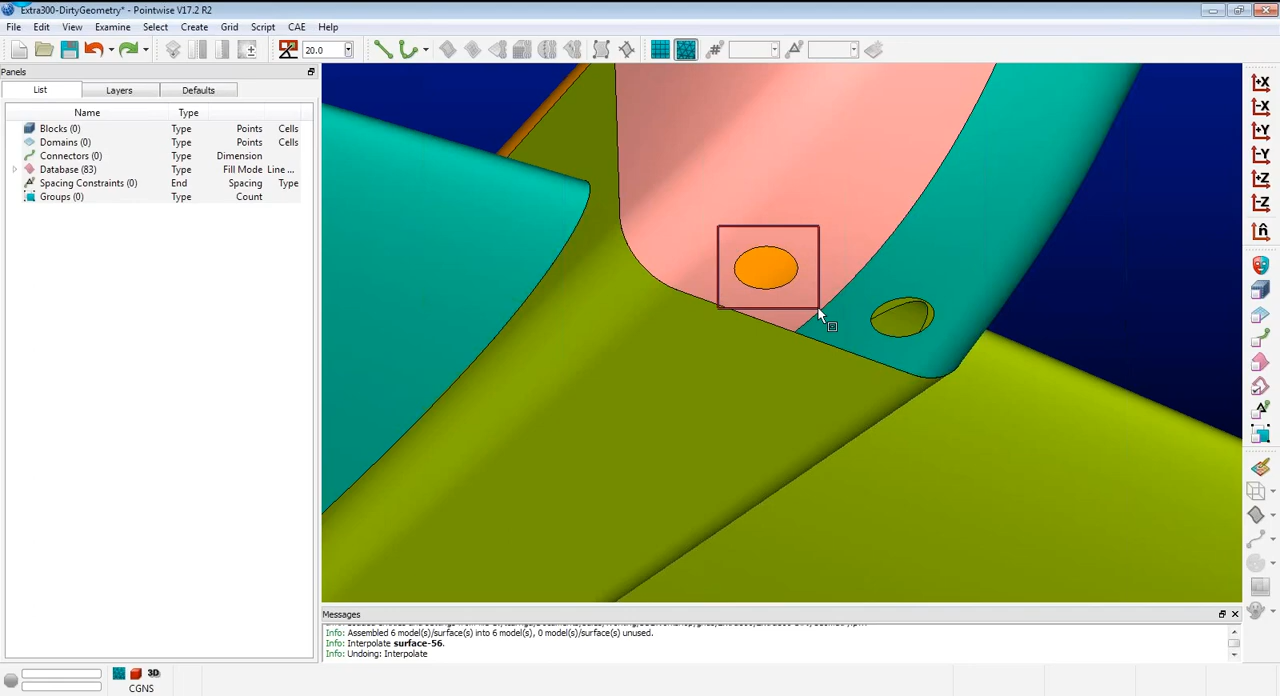 Extra300-DirtyGeometry* - Pointwise V17.2 R2
File Edit View Examine Select Create Grid Script CAE Help
20.0
Panels
List Layers Defaults
Name Type
Blocks (0) Type Points Cells
Domains (0) Type Points Cells
Connectors (0) Type Dimension
Database (83) Type Fill Mode Line ...
Spacing Constraints (0) End Spacing Type
Groups (0) Type Count
+X
-X
+Y
-Y
+Z
-Z
n̂
Messages
Info: Assembled 6 model(s)/surface(s) into 6 model(s), 0 model(s)/surface(s) unused.
Info: Interpolate surface-56.
Info: Undoing: Interpolate
3D
CGNS